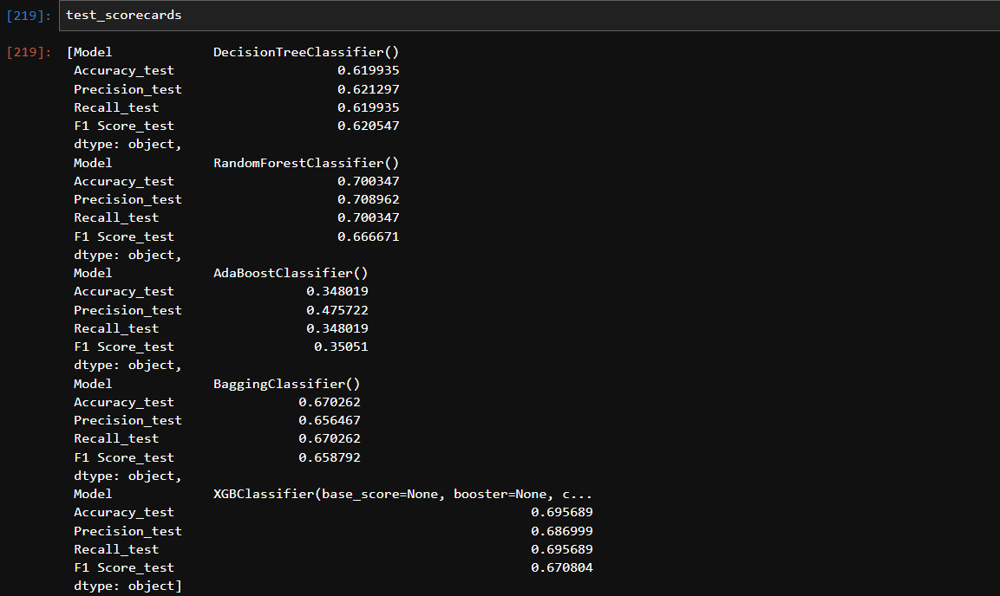 [219]: test_scorecards
[219]: [Model DecisionTreeClassifier()
Accuracy_test 0.619935
Precision_test 0.621297
Recall_test 0.619935
F1 Score_test 0.620547
dtype: object,
Model RandomForestClassifier()
Accuracy_test 0.700347
Precision_test 0.708962
Recall_test 0.700347
F1 Score_test 0.666671
dtype: object,
Model AdaBoostClassifier()
Accuracy_test 0.348019
Precision_test 0.475722
Recall_test 0.348019
F1 Score_test 0.35051
dtype: object,
Model BaggingClassifier()
Accuracy_test 0.670262
Precision_test 0.656467
Recall_test 0.670262
F1 Score_test 0.658792
dtype: object,
Model XGBClassifier(base_score=None, booster=None, c...
Accuracy_test 0.695689
Precision_test 0.686999
Recall_test 0.695689
F1 Score_test 0.670804
dtype: object]